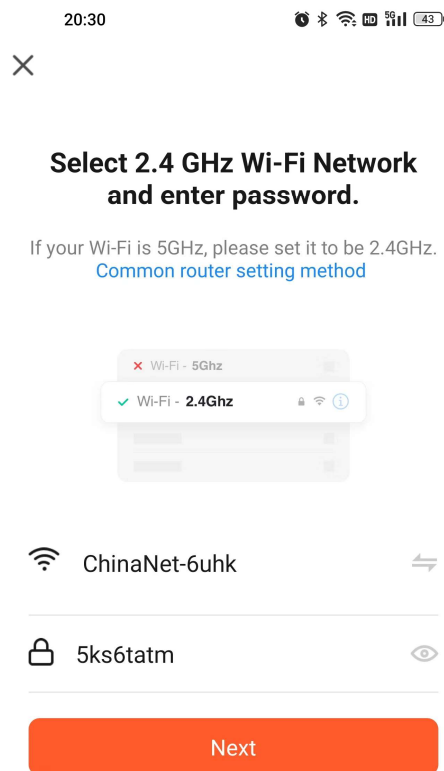 20:30
HD 5G 43
Select 2.4 GHz Wi-Fi Network
and enter password.
If your Wi-Fi is 5GHz, please set it to be 2.4GHz.
Common router setting method
Wi-Fi - 5Ghz
Wi-Fi - 2.4Ghz
ChinaNet-6uhk
5ks6tatm
Next